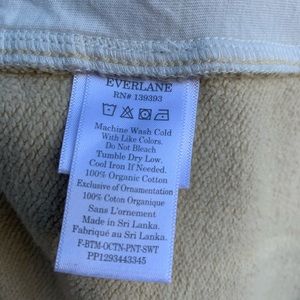 EVERLANE
RN# 139393
Machine Wash Cold
With Like Colors.
Do Not Bleach
Tumble Dry Low.
Cool Iron If Needed.
100% Organic Cotton
Exclusive of Ornamentation
100% Coton Organique
Sans L'ornement
Made in Sri Lanka.
Fabriqué au Sri Lanka.
F-BTM-OCTN-PNT-SWT
PP1293443345